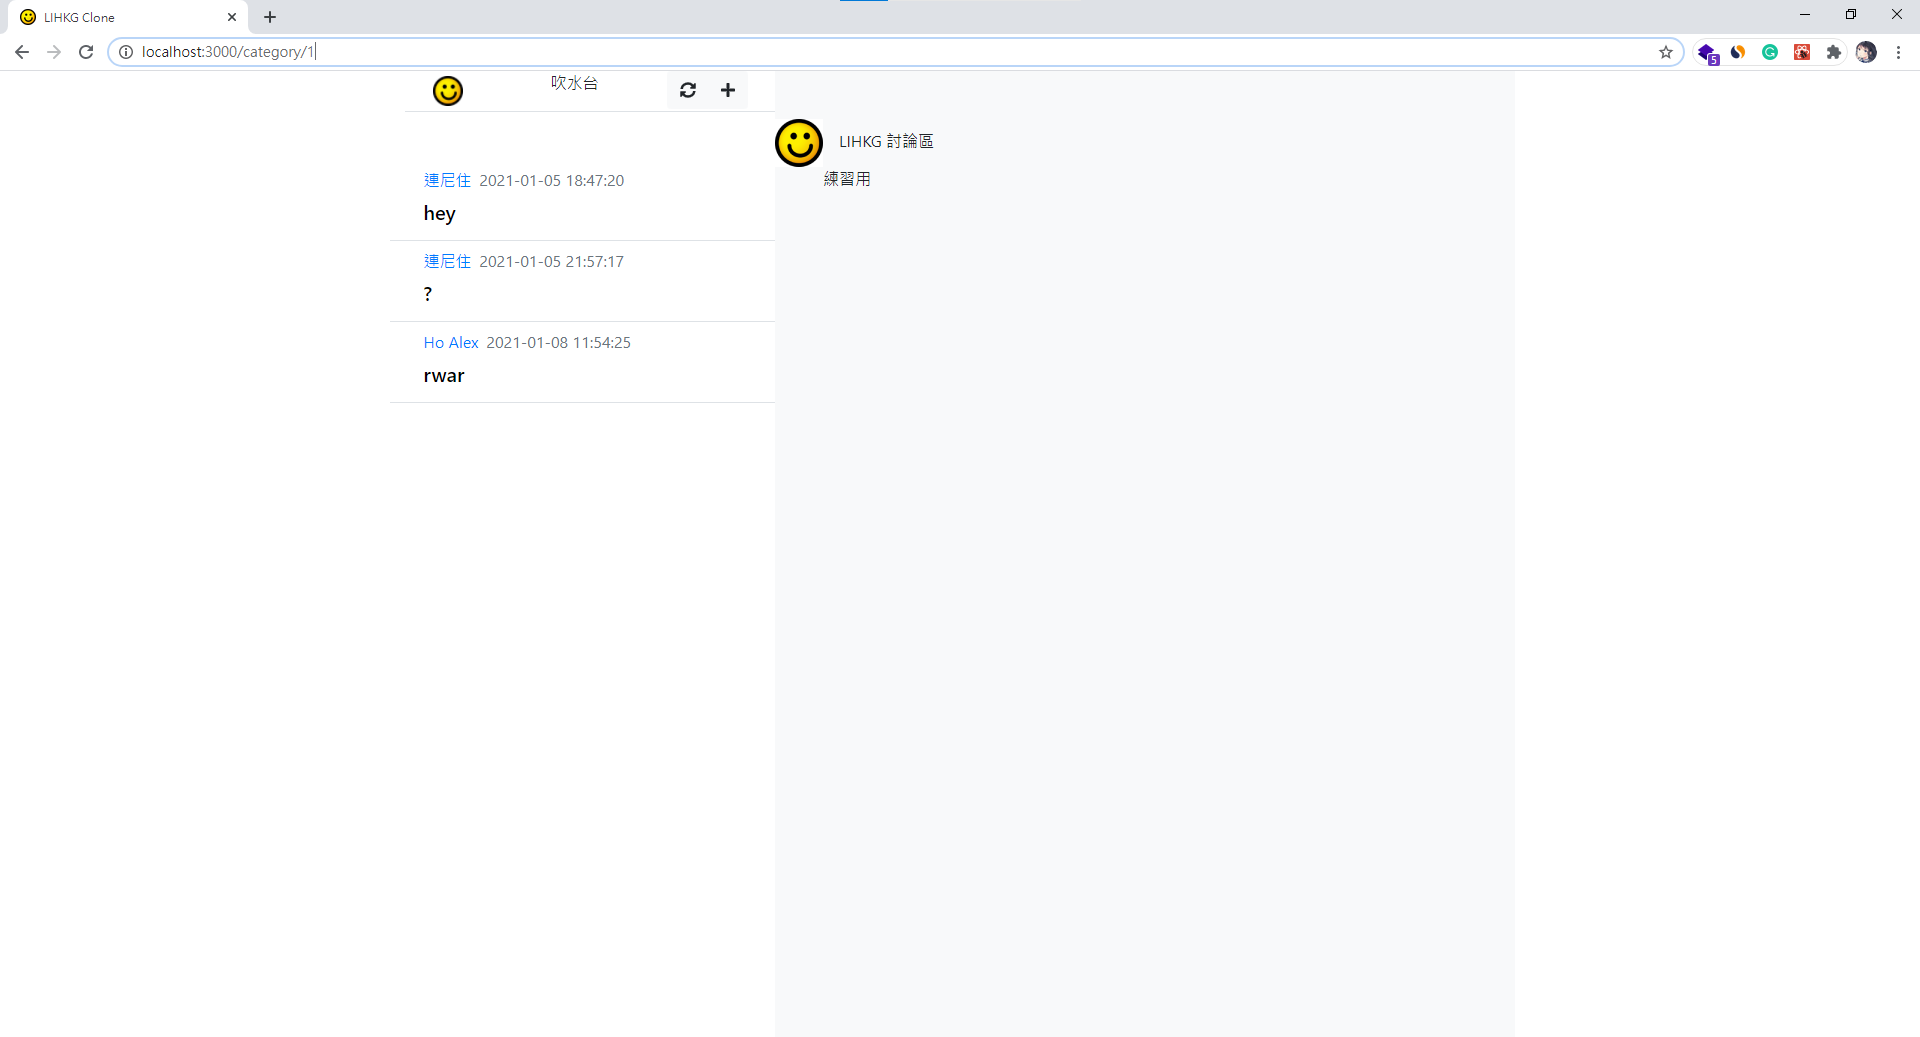 LIHKG Clone
localhost:3000/category/1
5
吹水台
連尼住 2021-01-05 18:47:20
hey
連尼住 2021-01-05 21:57:17
?
Ho Alex 2021-01-08 11:54:25
rwar
LIHKG 討論區
練習用